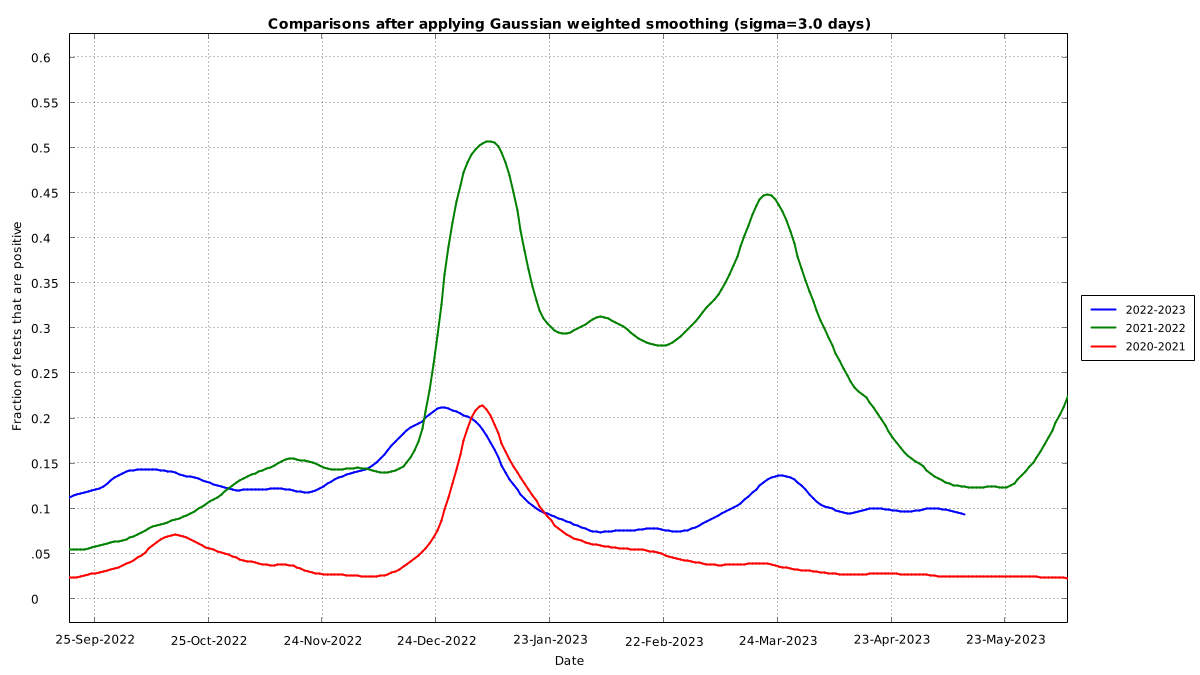 Comparisons after applying Gaussian weighted smoothing (sigma=3.0 days)
0.6
0.55
0.5
0.45
0.4
0.35
0.3
0.25
0.2
0.15
0.1
.05
0
Fraction of tests that are positive
25-Sep-2022
25-Oct-2022
24-Nov-2022
24-Dec-2022
23-Jan-2023
22-Feb-2023
24-Mar-2023
23-Apr-2023
23-May-2023
Date
2022-2023
2021-2022
2020-2021